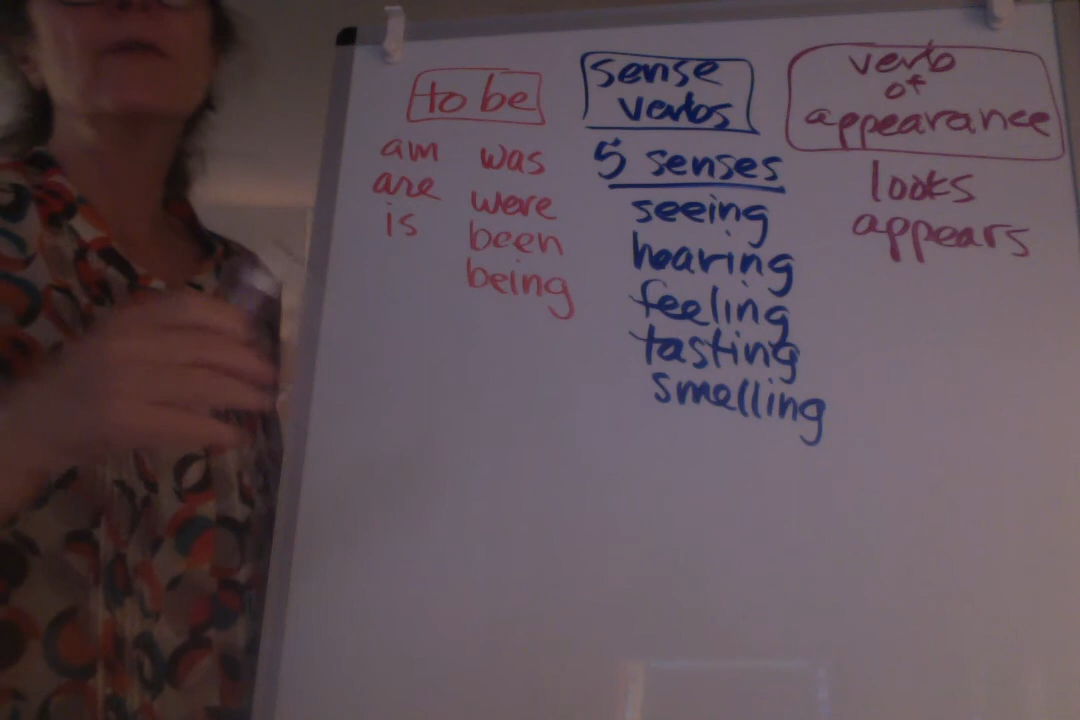 to be
am was
are were
is been
being
sense
verbs
5 senses
seeing
hearing
feeling
tasting
smelling
verb
of
appearance
looks
appears